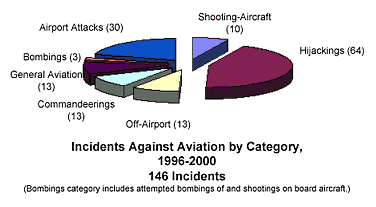 Airport Attacks (30)
Shooting-Aircraft
(10)
Hijackings (64)
Bombings (3)
General Aviation
(13)
Commandeerings
(13)
Off-Airport (13)
Incidents Against Aviation by Category,
1996-2000
146 Incidents
(Bombings category includes attempted bombings of and shootings on board aircraft.)